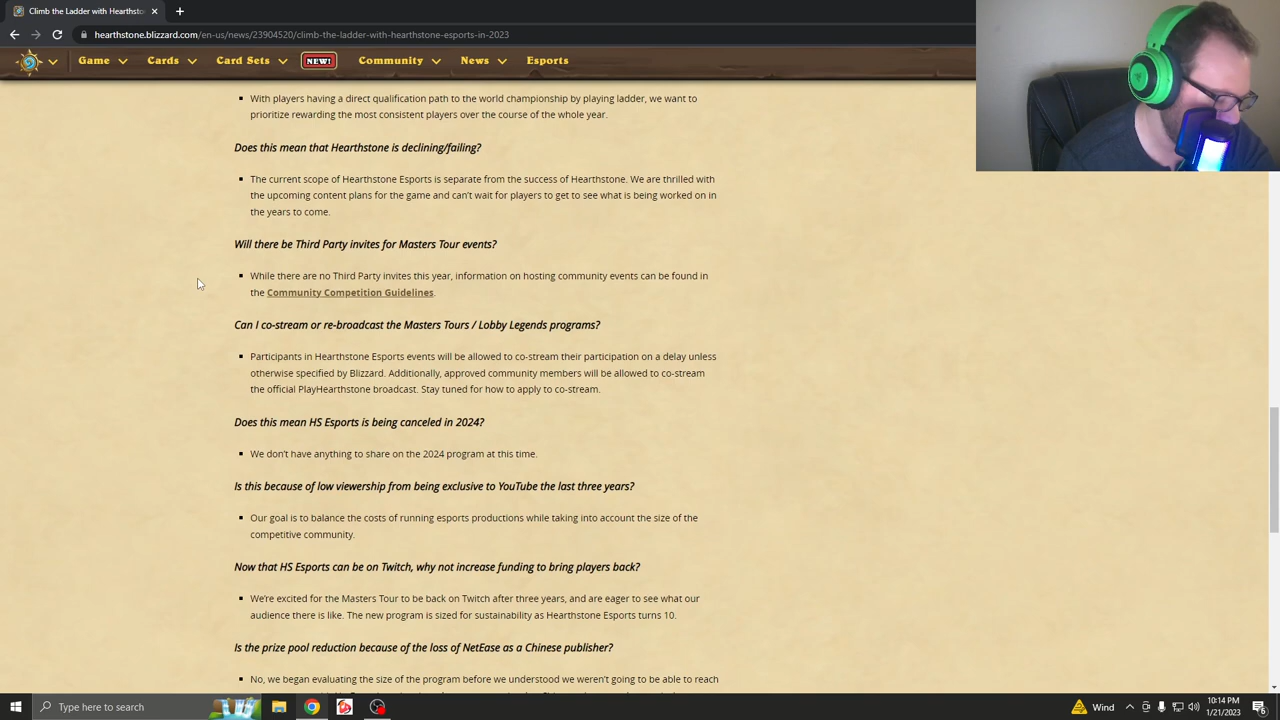 Climb the Ladder with Hearthston
hearthstone.blizzard.com/en-us/news/23904520/climb-the-ladder-with-hearthstone-esports-in-2023
Game Cards Card Sets NEW! Community News Esports
With players having a direct qualification path to the world championship by playing ladder, we want to
prioritize rewarding the most consistent players over the course of the whole year.
Does this mean that Hearthstone is declining/failing?
The current scope of Hearthstone Esports is separate from the success of Hearthstone. We are thrilled with
the upcoming content plans for the game and can't wait for players to get to see what is being worked on in
the years to come.
Will there be Third Party invites for Masters Tour events?
While there are no Third Party invites this year, information on hosting community events can be found in
the Community Competition Guidelines.
Can I co-stream or re-broadcast the Masters Tours / Lobby Legends programs?
Participants in Hearthstone Esports events will be allowed to co-stream their participation on a delay unless
otherwise specified by Blizzard. Additionally, approved community members will be allowed to co-stream
the official PlayHearthstone broadcast. Stay tuned for how to apply to co-stream.
Does this mean HS Esports is being canceled in 2024?
We don't have anything to share on the 2024 program at this time.
Is this because of low viewership from being exclusive to YouTube the last three years?
Our goal is to balance the costs of running esports productions while taking into account the size of the
competitive community.
Now that HS Esports can be on Twitch, why not increase funding to bring players back?
We're excited for the Masters Tour to be back on Twitch after three years, and are eager to see what our
audience there is like. The new program is sized for sustainability as Hearthstone Esports turns 10.
Is the prize pool reduction because of the loss of NetEase as a Chinese publisher?
No, we began evaluating the size of the program before we understood we weren't going to be able to reach
Type here to search
Wind
10:14 PM
1/21/2023
6